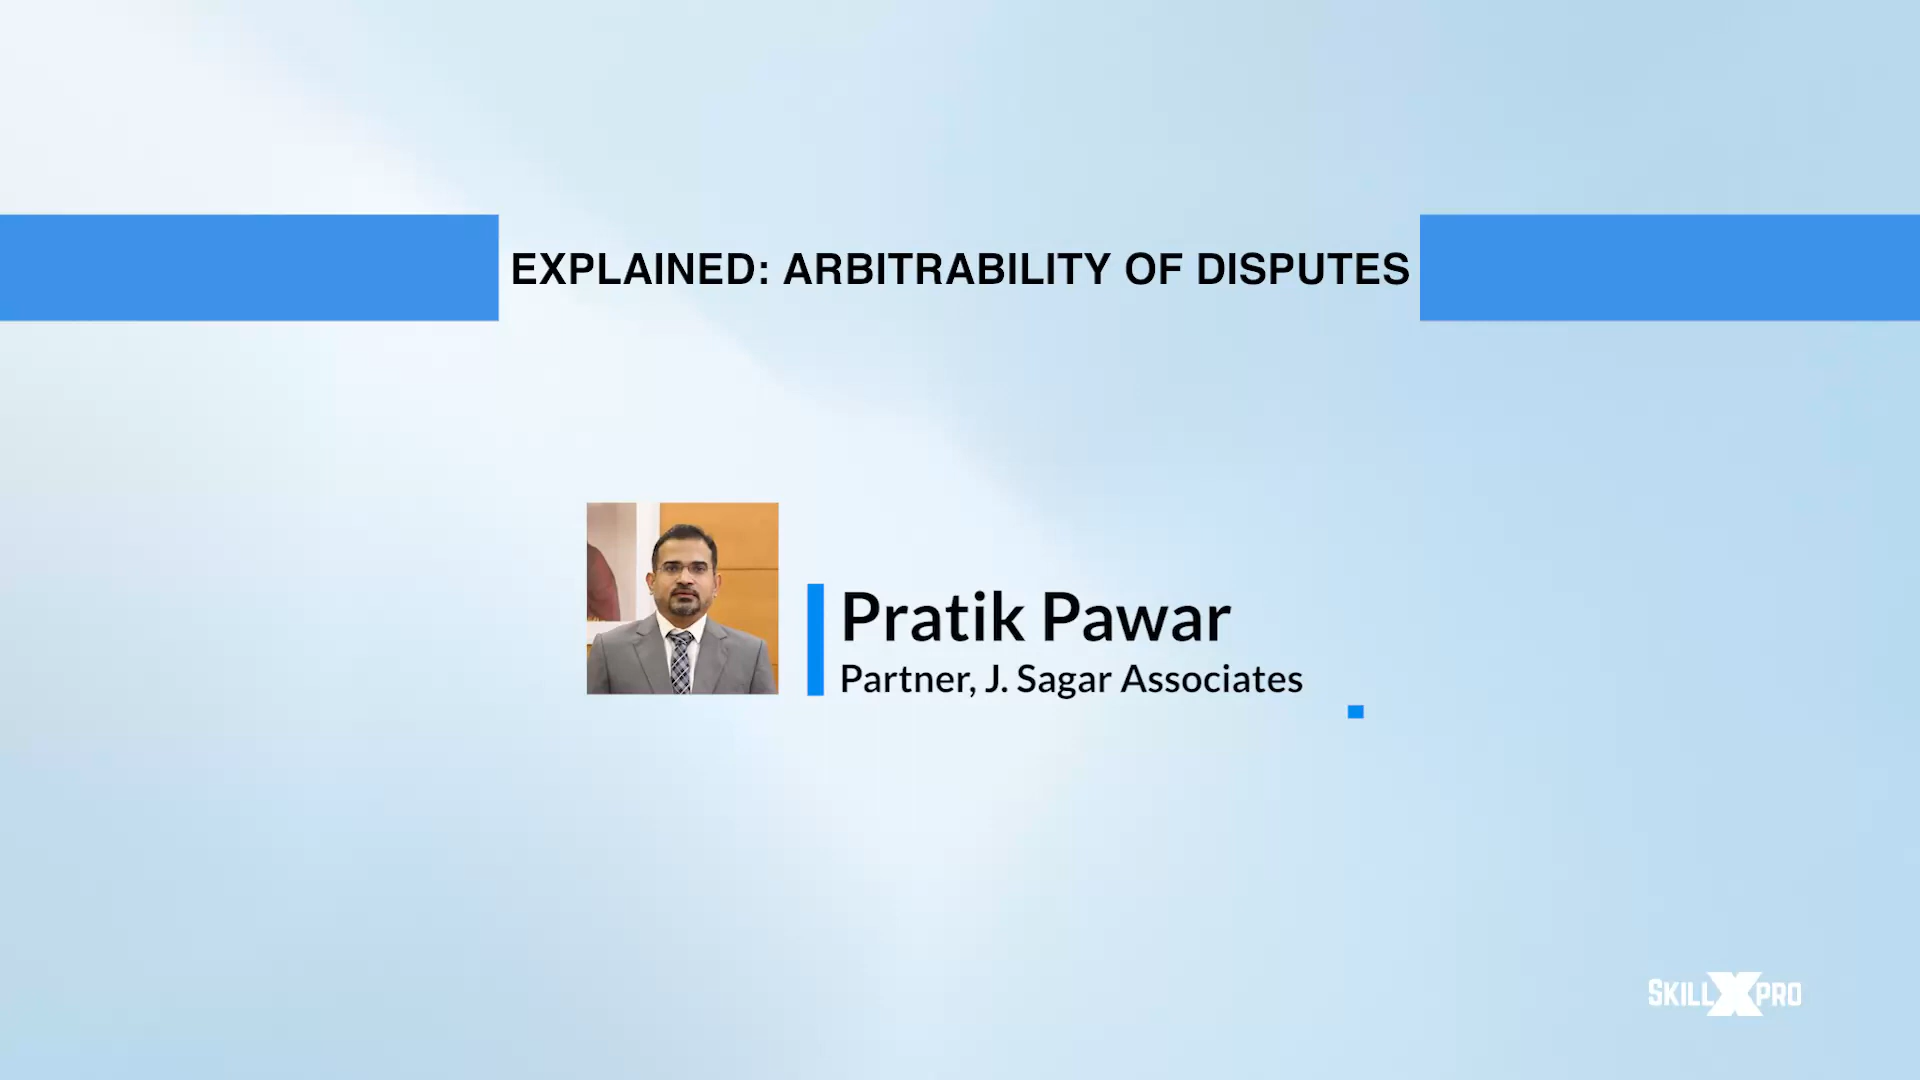 EXPLAINED: ARBITRABILITY OF DISPUTES
Pratik Pawar
Partner, J. Sagar Associates
SKILLXPRO